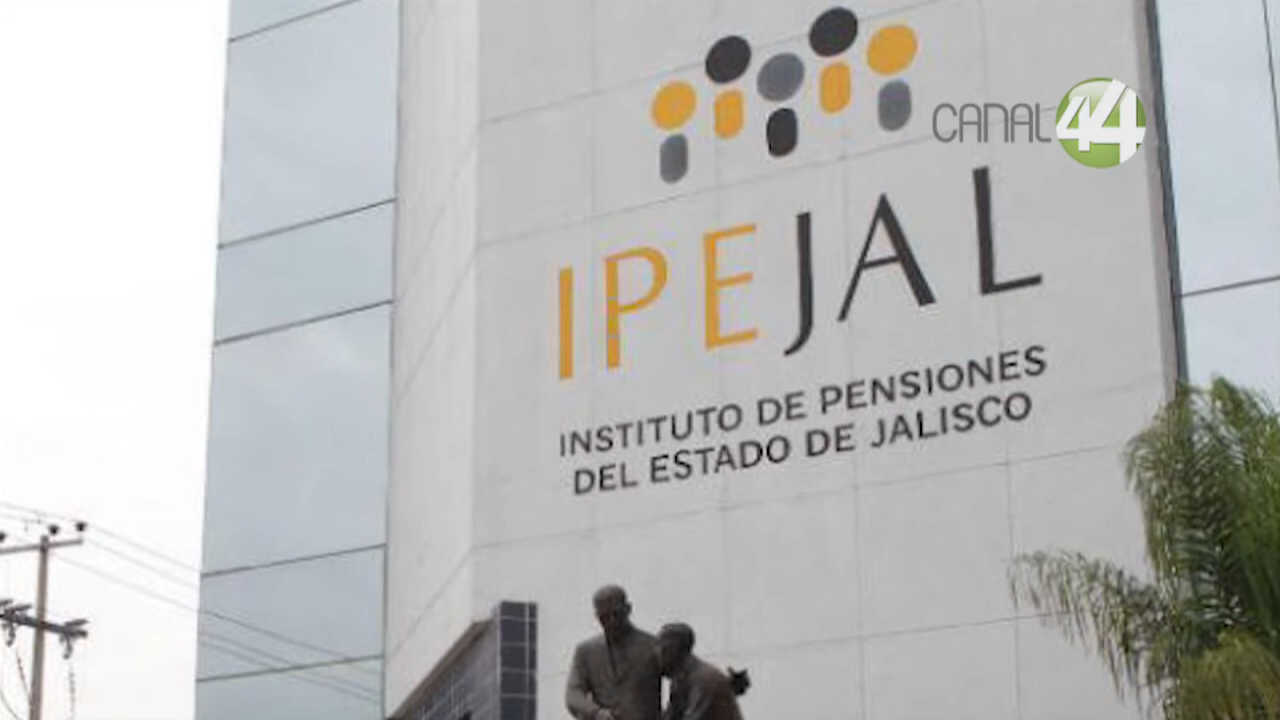 CANAL 44
IPEJAL
INSTITUTO DE PENSIONES
DEL ESTADO DE JALISCO